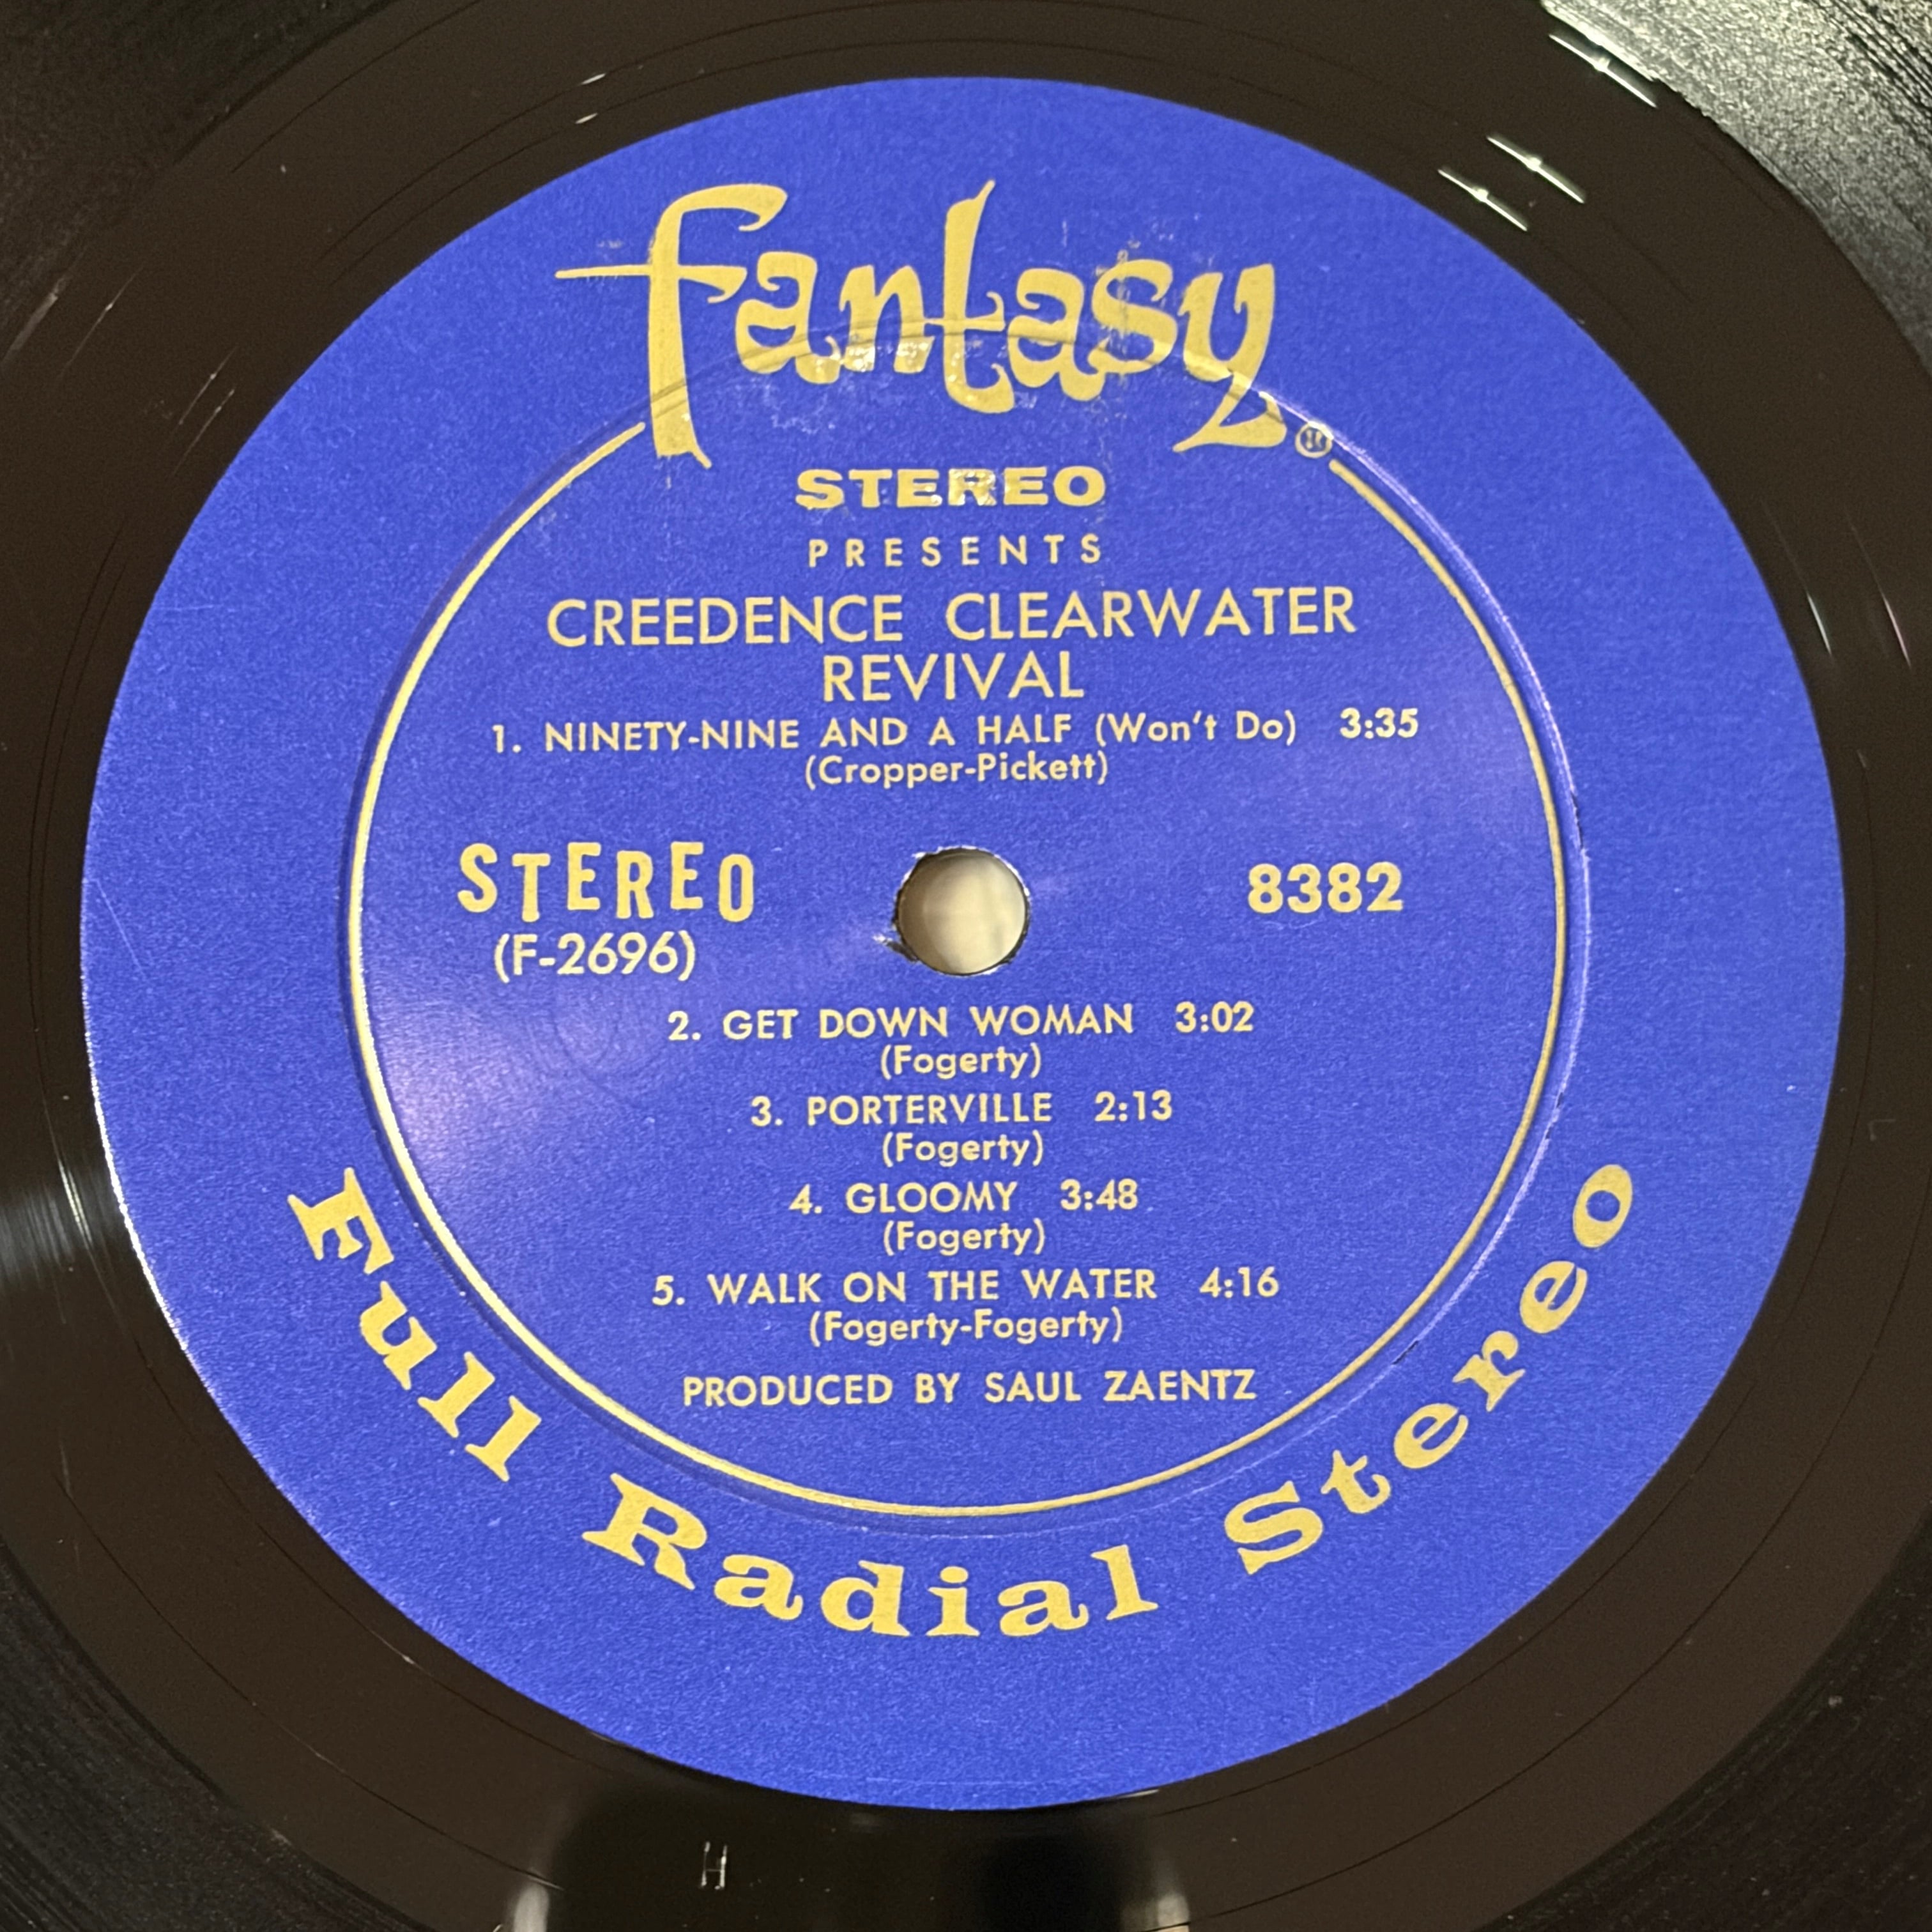 fantasy ®
STEREO
PRESENTS
CREEDENCE CLEARWATER
REVIVAL
1. NINETY-NINE AND A HALF (Won't Do) 3:35
(Cropper-Pickett)
STEREO 8382
(F-2696)
2. GET DOWN WOMAN 3:02
(Fogerty)
3. PORTERVILLE 2:13
(Fogerty)
4. GLOOMY 3:48
(Fogerty)
5. WALK ON THE WATER 4:16
(Fogerty-Fogerty)
PRODUCED BY SAUL ZAENTZ
Full Radial Stereo
H